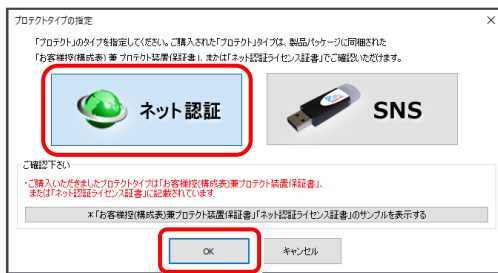 プロテクトタイプの指定
「プロテクト」のタイプを指定してください。ご購入された「プロテクト」タイプは、製品パッケージに同梱された
「お客様控(構成表) 兼 プロテクト装置保証書」、または「ネット認証ライセンス証書」でご確認いただけます。
ネット認証
SNS
ご確認下さい
・ご購入いただきましたプロテクトタイプは「お客様控(構成表)兼プロテクト装置保証書」、
または「ネット認証ライセンス証書」に記載されています
*「お客様控(構成表)兼プロテクト装置保証書」「ネット認証ライセンス証書」のサンプルを表示する
OK
キャンセル